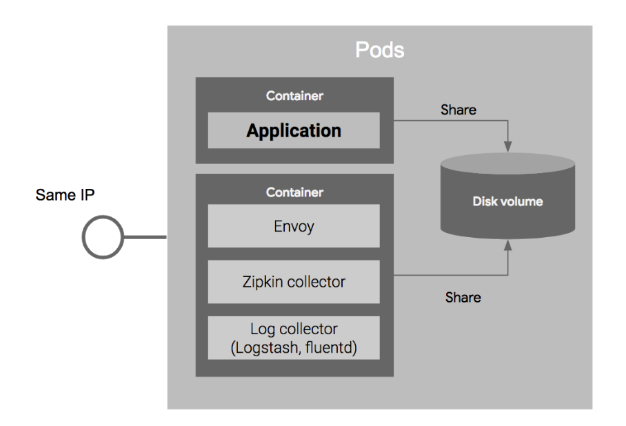 Pods
Container
Application
Share
Disk volume
Same IP
Container
Envoy
Zipkin collector
Log collector
(Logstash, fluentd)
Share